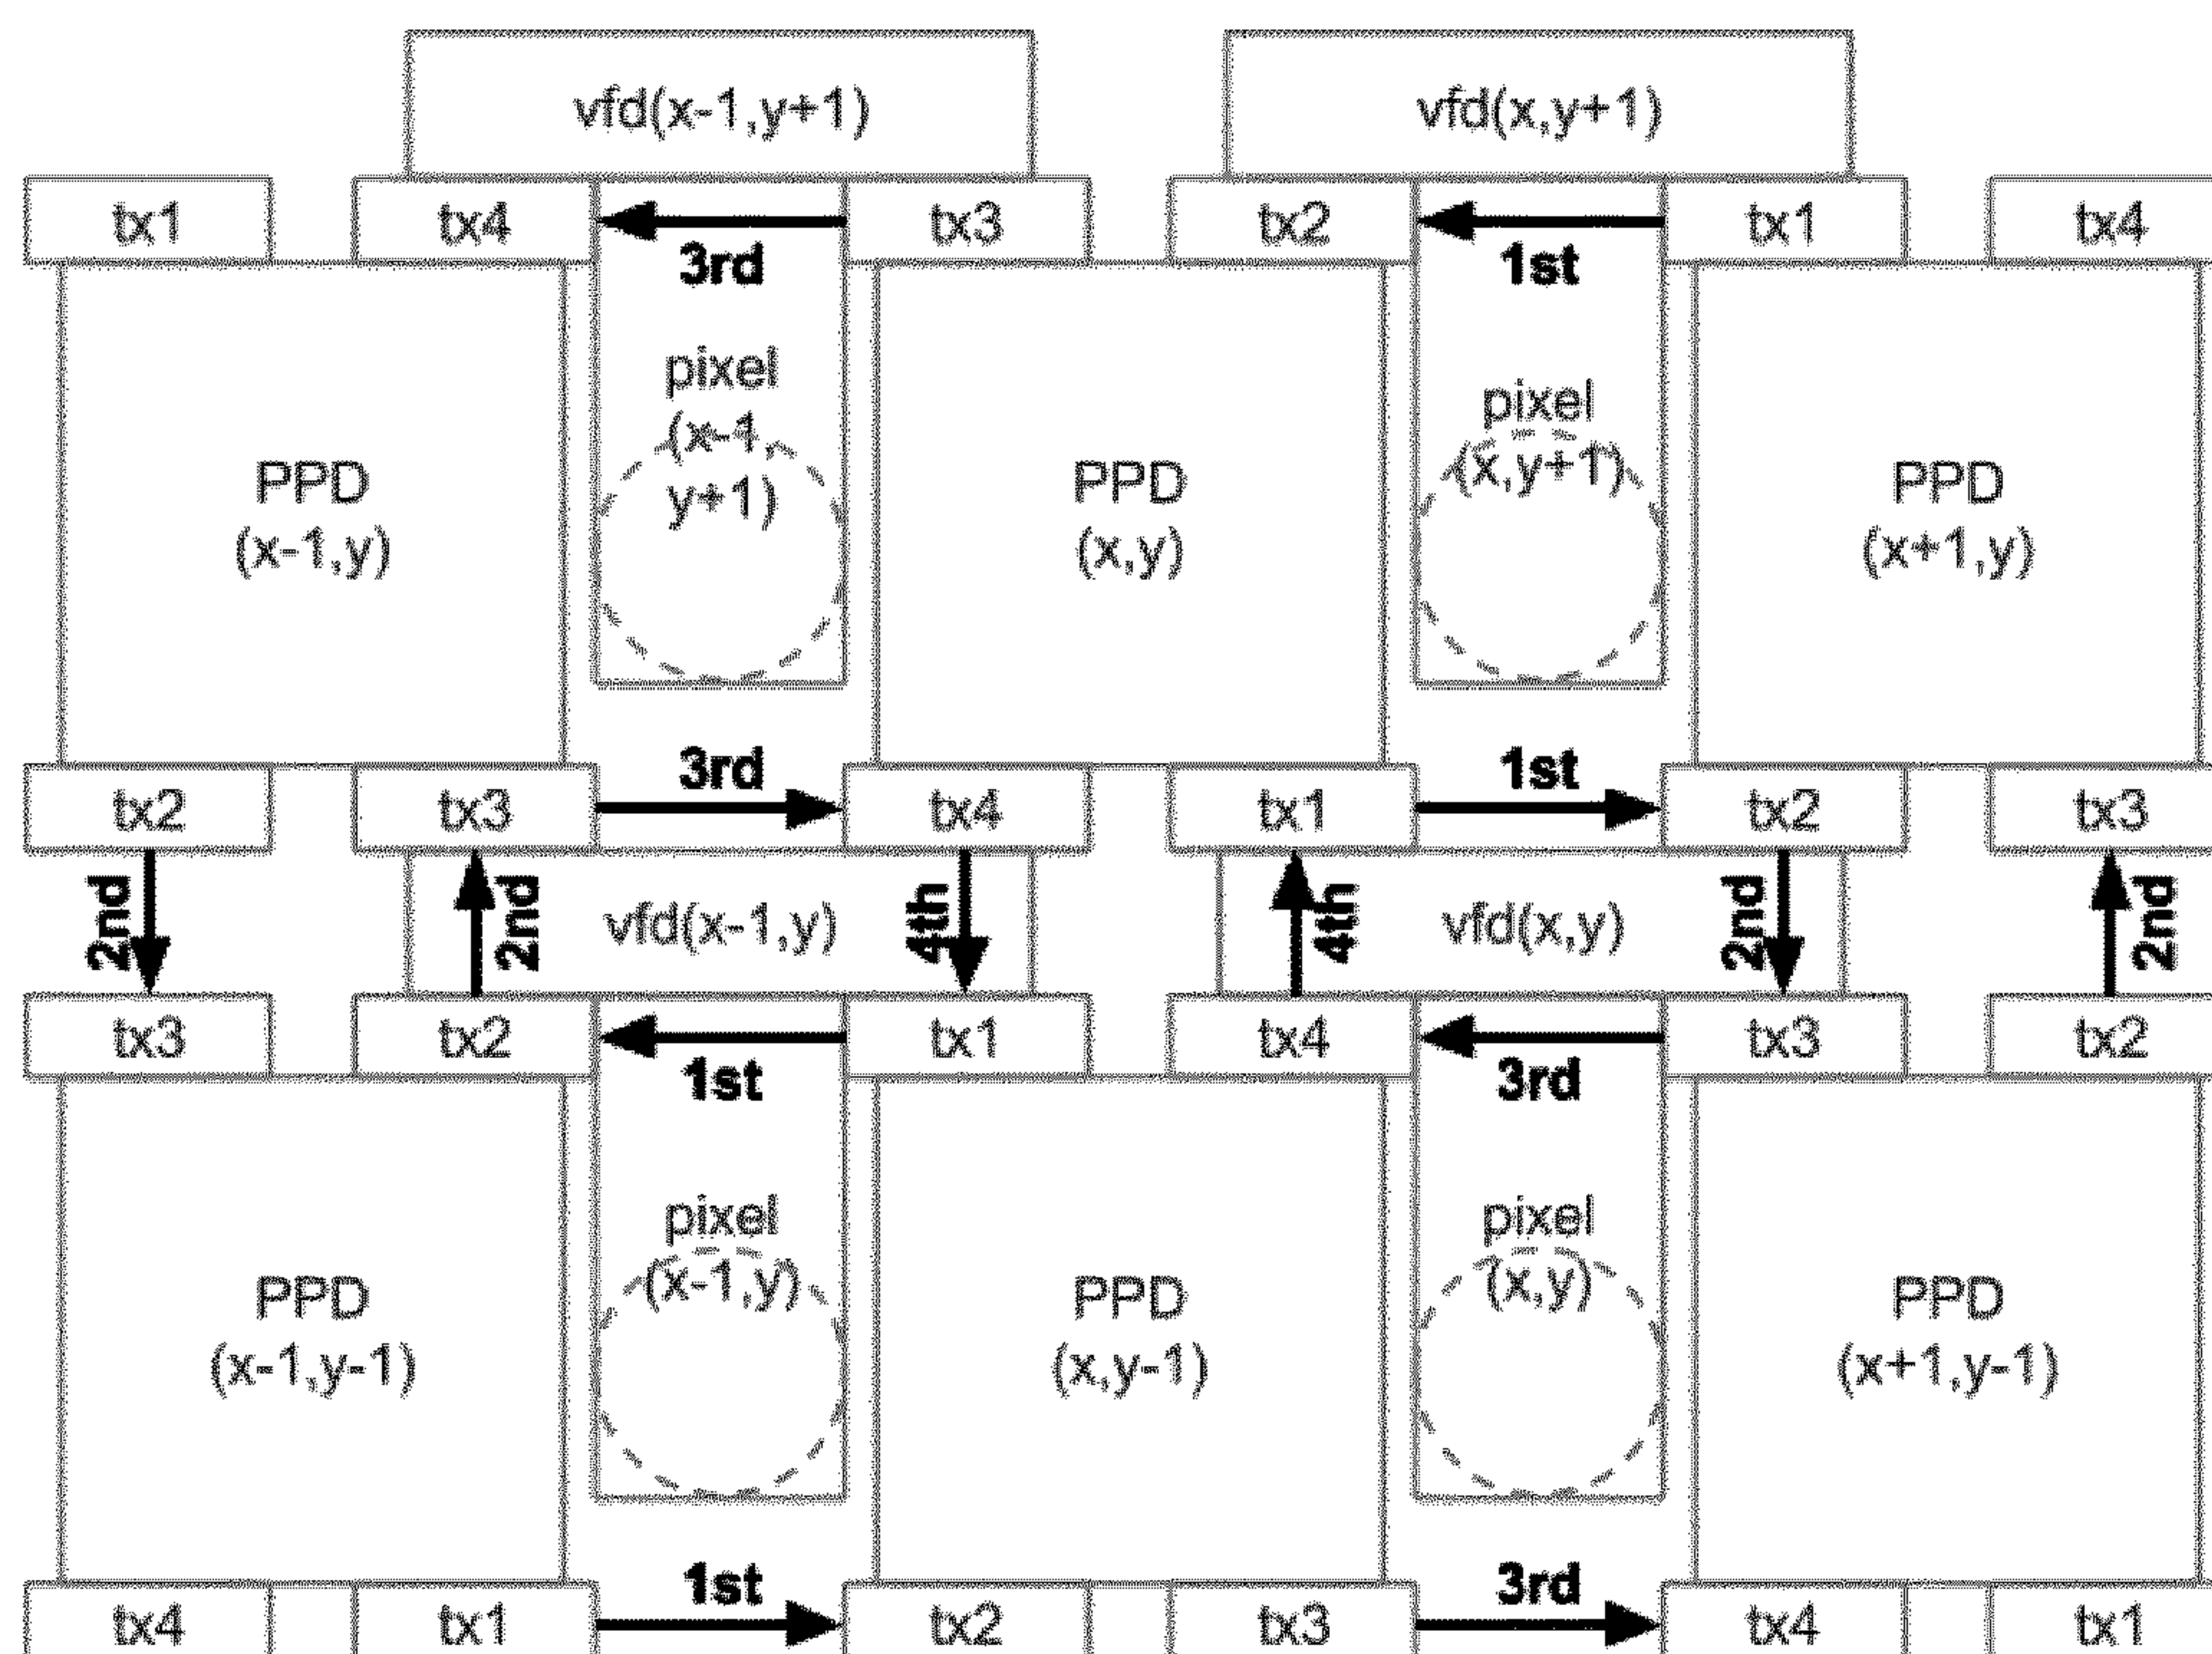 vfd(x-1,y+1)
vfd(x,y+1)
tx1
tx4
tx3
tx2
tx1
tx4
3rd
1st
PPD
(x-1,y)
pixel
(x-1,
y+1)
PPD
(x,y)
pixel
(x,y+1)
PPD
(x+1,y)
3rd
1st
tx2
tx3
tx4
tx1
tx2
tx3
2nd
2nd
vfd(x-1,y)
4th
4th
vfd(x,y)
2nd
2nd
tx3
tx2
tx1
tx4
tx3
tx2
1st
3rd
PPD
(x-1,y-1)
pixel
(x-1,y)
PPD
(x,y-1)
pixel
(x,y)
PPD
(x+1,y-1)
1st
3rd
tx4
tx1
tx2
tx3
tx4
tx1